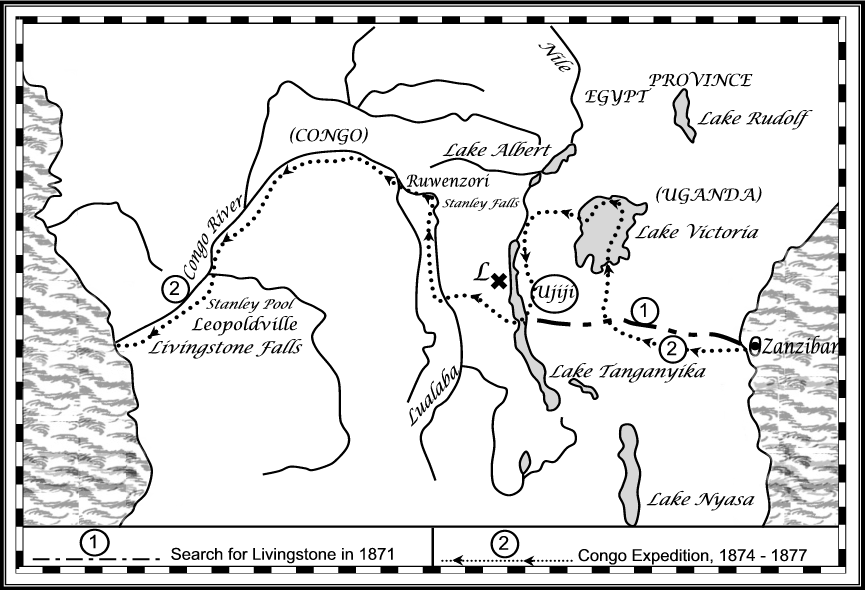 Nile
EGYPT PROVINCE
Lake Rudolf
(CONGO)
Lake Albert
Ruwenzori
Stanley Falls
(UGANDA)
Lake Victoria
Congo River
2
L
Ujiji
1
Stanley Pool
Leopoldville
Livingstone Falls
2
Zanzibar
Lake Tanganyika
Lualaba
Lake Nyasa
1
Search for Livingstone in 1871
2
Congo Expedition, 1874 - 1877